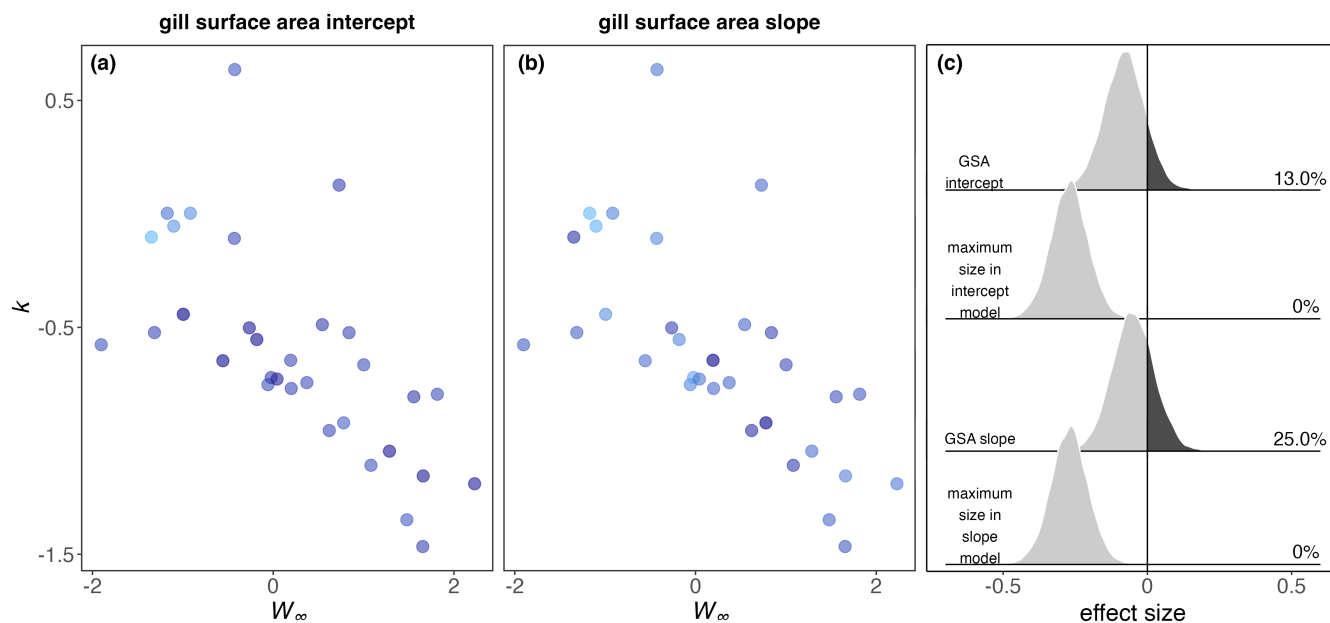 gill surface area intercept
gill surface area slope
(a)
(b)
(c)
0.5
-0.5
-1.5
k
-2
0
2
W∞
-2
0
2
W∞
GSA
intercept
13.0%
maximum
size in
intercept
model
0%
GSA slope
25.0%
maximum
size in
slope
model
0%
-0.5
0
0.5
effect size